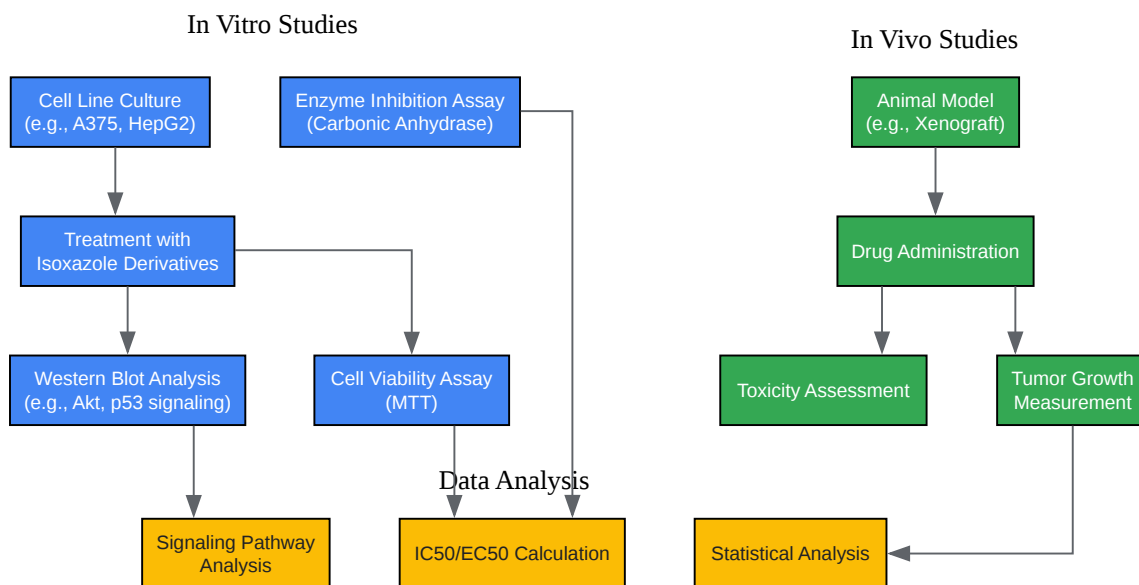 In Vitro Studies
In Vivo Studies
Cell Line Culture
(e.g., A375, HepG2)
Enzyme Inhibition Assay
(Carbonic Anhydrase)
Animal Model
(e.g., Xenograft)
Treatment with
Isoxazole Derivatives
Drug Administration
Western Blot Analysis
(e.g., Akt, p53 signaling)
Cell Viability Assay
(MTT)
Toxicity Assessment
Tumor Growth
Measurement
Data Analysis
Signaling Pathway
Analysis
IC50/EC50 Calculation
Statistical Analysis